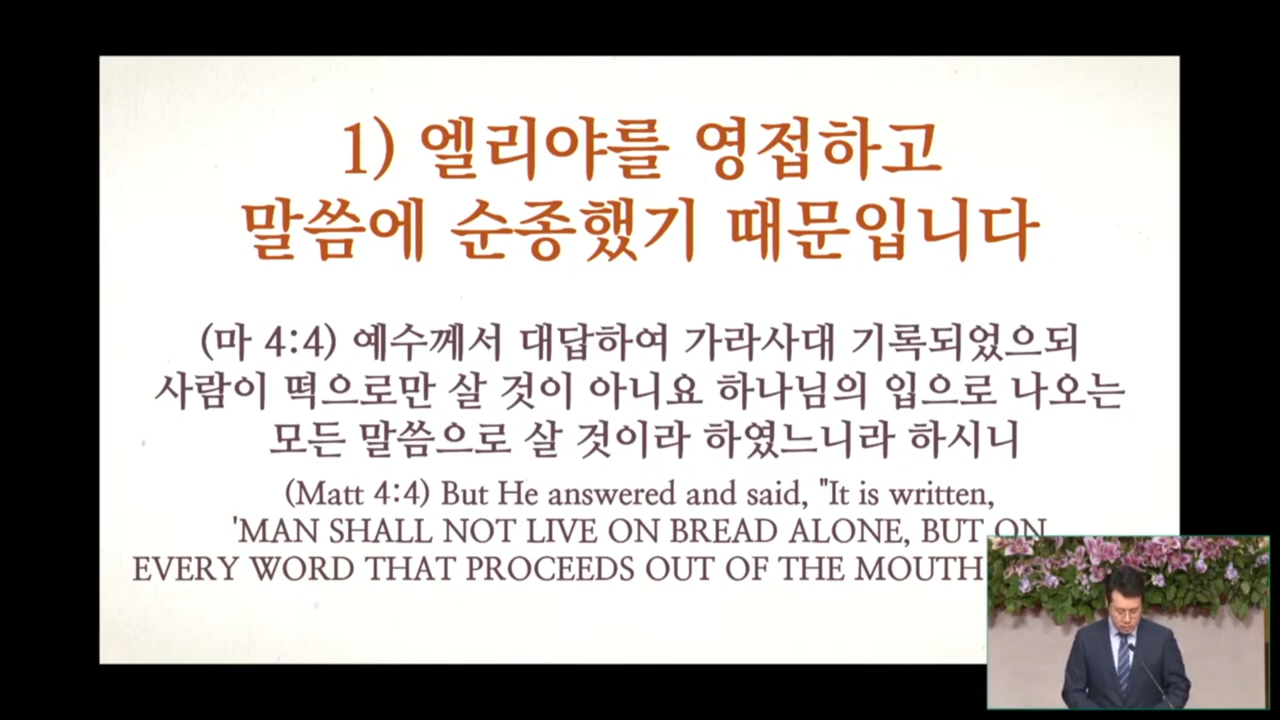 1) 엘리야를 영접하고
말씀에 순종했기 때문입니다
(마 4:4) 예수께서 대답하여 가라사대 기록되었으되
사람이 떡으로만 살 것이 아니요 하나님의 입으로 나오는
모든 말씀으로 살 것이라 하였느니라 하시니
(Matt 4:4) But He answered and said, "It is written,
'MAN SHALL NOT LIVE ON BREAD ALONE, BUT ON
EVERY WORD THAT PROCEEDS OUT OF THE MOUTH